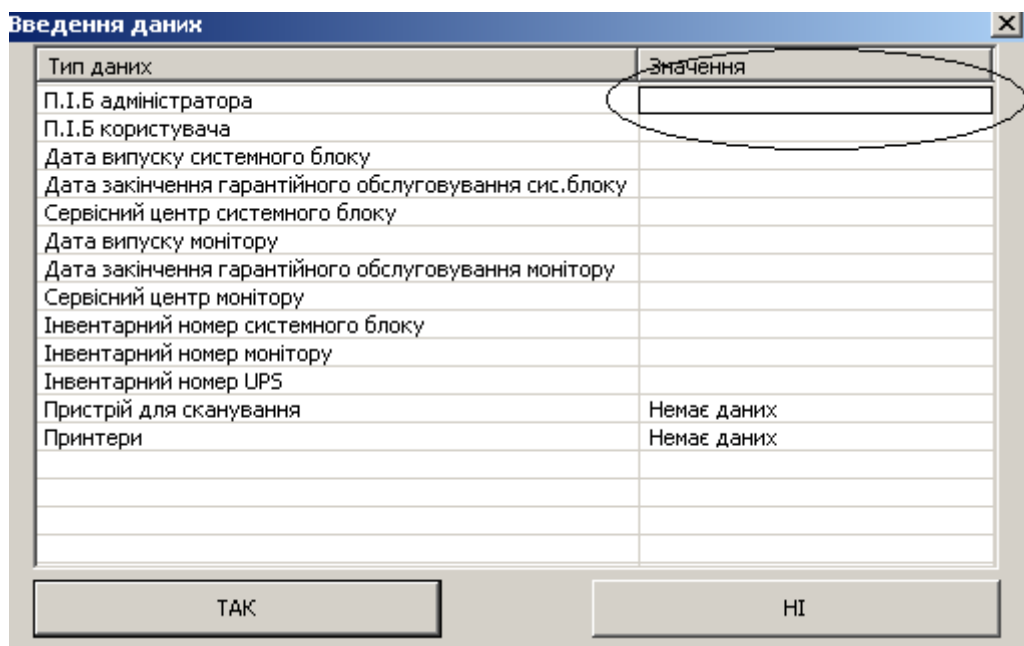 Введення даних
Тип даних Значення
П.І.Б адміністратора
П.І.Б користувача
Дата випуску системного блоку
Дата закінчення гарантійного обслуговування сис.блоку
Сервісний центр системного блоку
Дата випуску монітору
Дата закінчення гарантійного обслуговування монітору
Сервісний центр монітору
Інвентарний номер системного блоку
Інвентарний номер монітору
Інвентарний номер UPS
Пристрій для сканування Немає даних
Принтери Немає даних
ТАК НІ